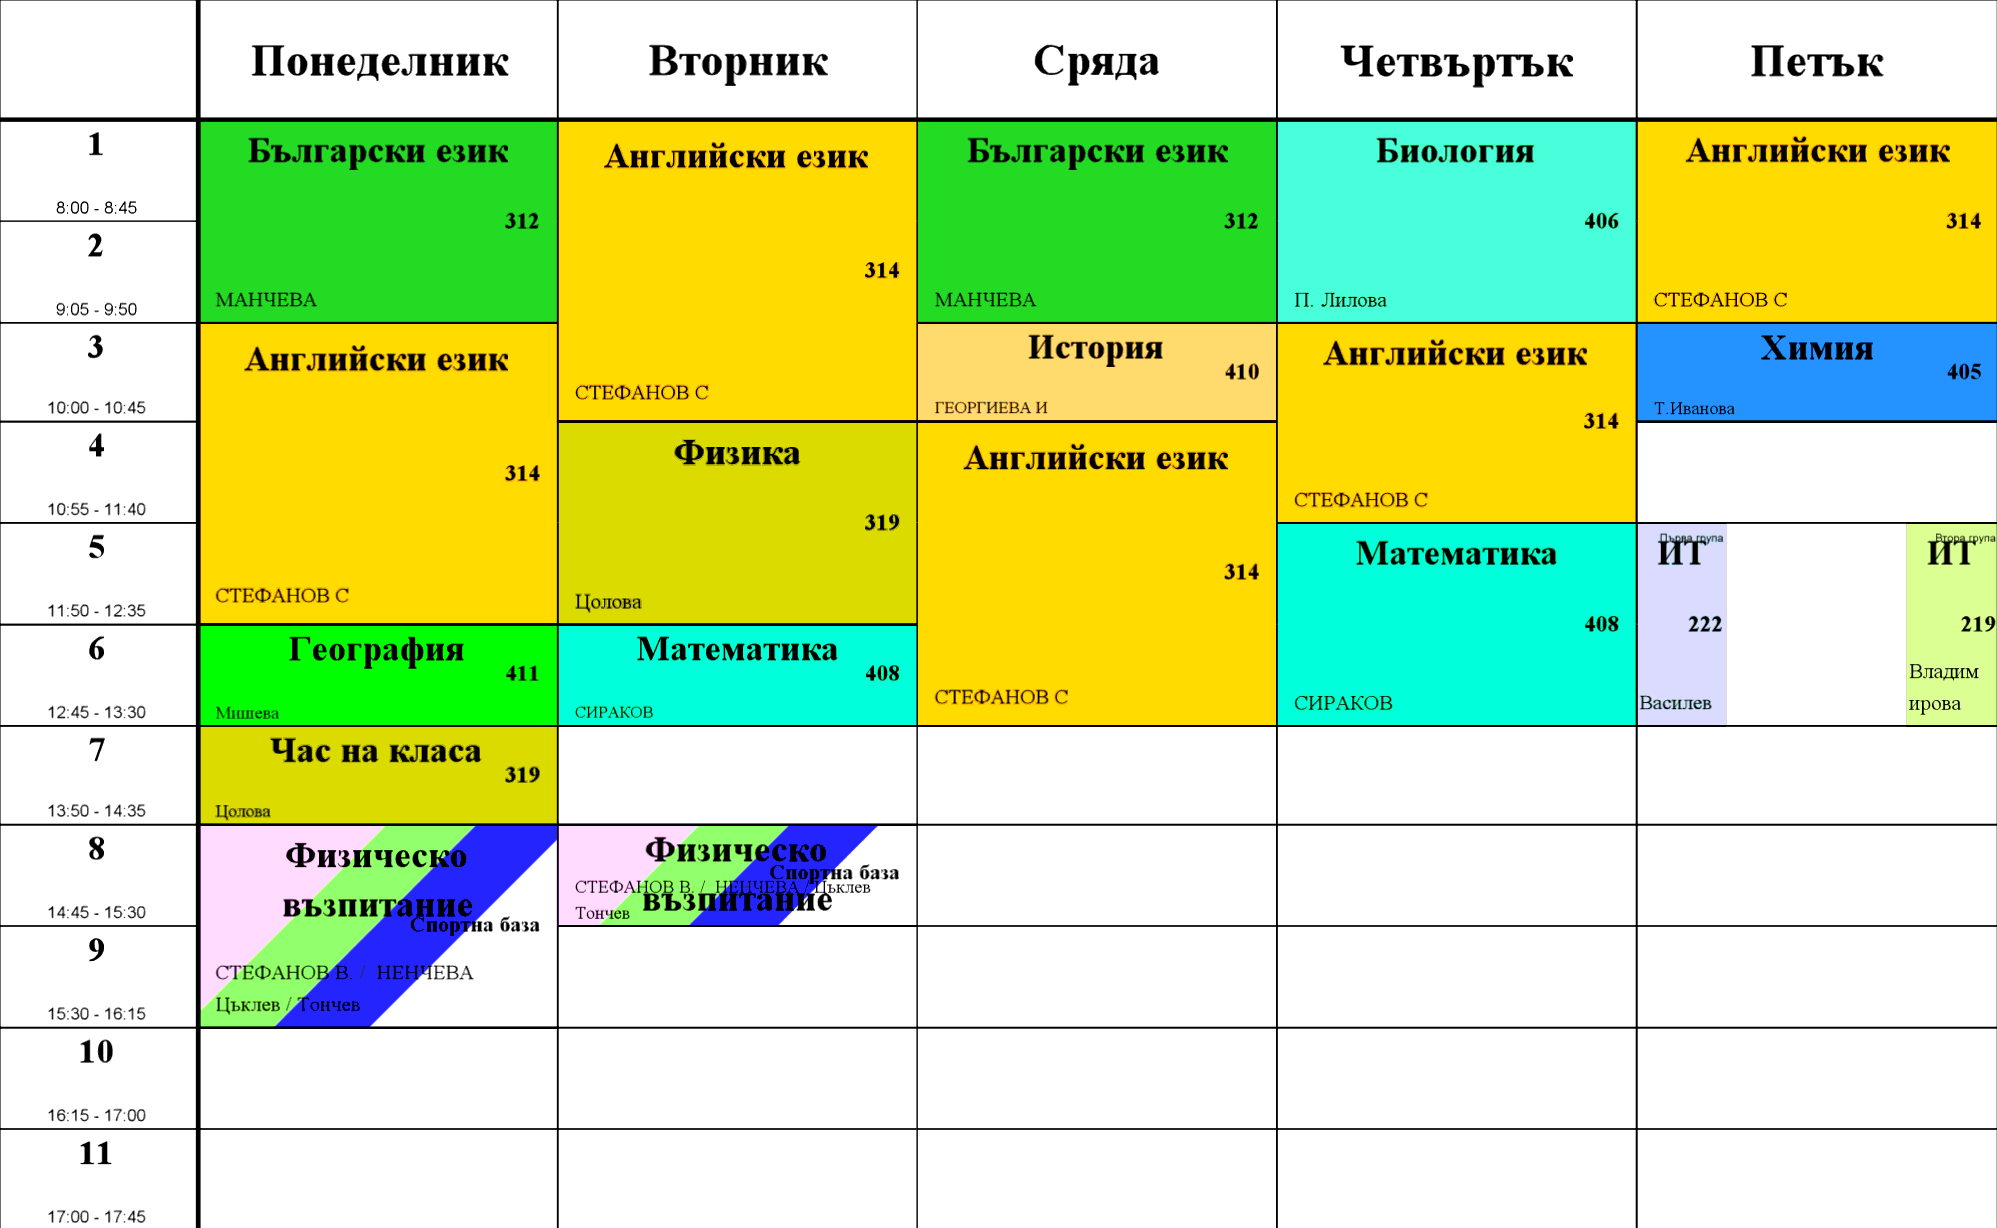 Понеделник
Вторник
Сряда
Четвъртък
Петък
1
8:00 - 8:45
2
9:05 - 9:50
3
10:00 - 10:45
4
10:55 - 11:40
5
11:50 - 12:35
6
12:45 - 13:30
7
13:50 - 14:35
8
14:45 - 15:30
9
15:30 - 16:15
10
16:15 - 17:00
11
17:00 - 17:45
Български език
312
МАНЧЕВА
Английски език
314
СТЕФАНОВ С
География
411
Мишева
Час на класа
319
Цолова
Физическо
възпитание
Спортна база
СТЕФАНОВ В. / НЕНЧЕВА
Цъклев / Тончев
Английски език
314
СТЕФАНОВ С
Физика
319
Цолова
Математика
408
СИРАКОВ
Физическо
възпитание
Спортна база
СТЕФАНОВ В. / НЕНЧЕВА / Цъклев
Тончев
Български език
312
МАНЧЕВА
История
410
ГЕОРГИЕВА И
Английски език
314
СТЕФАНОВ С
Биология
406
П. Лилова
Английски език
314
СТЕФАНОВ С
Математика
408
СИРАКОВ
Английски език
314
СТЕФАНОВ С
Химия
405
Т.Иванова
Първа група
ИТ
222
Василев
Втора група
ИТ
219
Владим
ирова